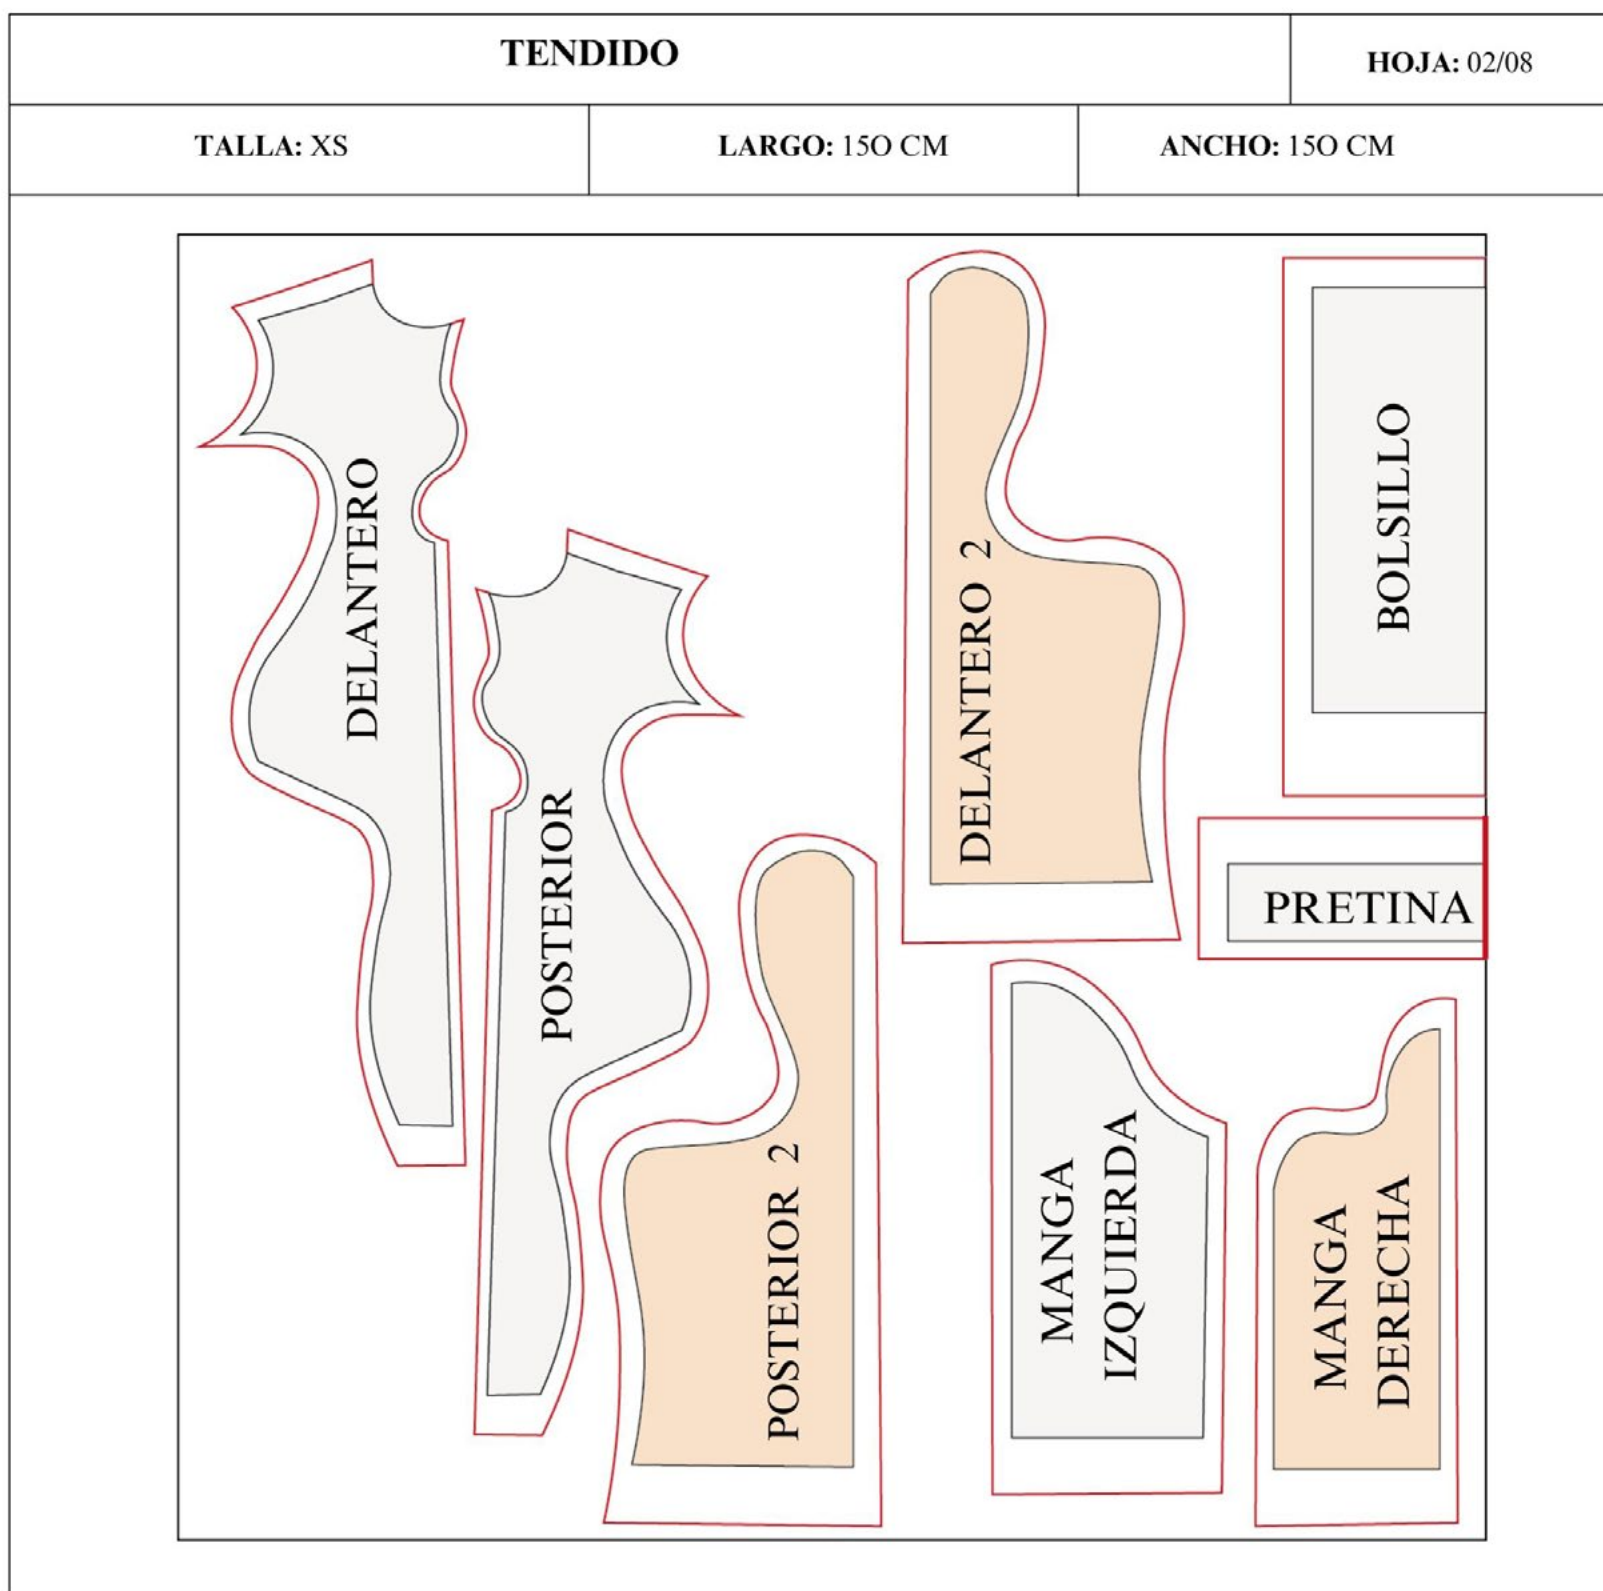 TENDIDO
HOJA: 02/08
TALLA: XS
LARGO: 15O CM
ANCHO: 15O CM
DELANTERO
POSTERIOR
POSTERIOR 2
DELANTERO 2
BOLSILLO
PRETINA
MANGA
IZQUIERDA
MANGA
DERECHA